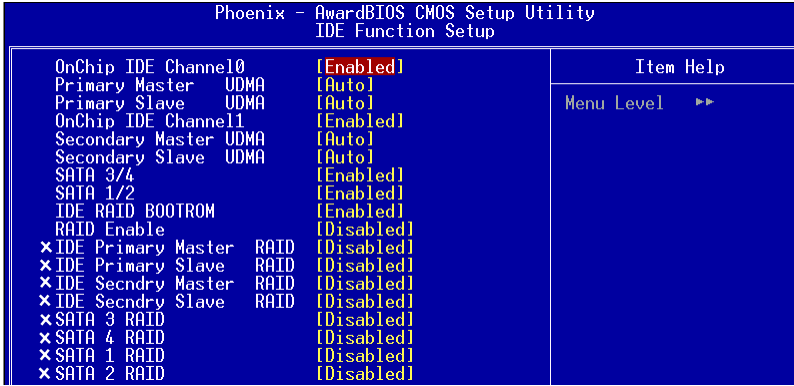 Phoenix - AwardBIOS CMOS Setup Utility
IDE Function Setup
OnChip IDE Channel0 [Enabled]
Primary Master UDMA [Auto]
Primary Slave UDMA [Auto]
OnChip IDE Channel1 [Enabled]
Secondary Master UDMA [Auto]
Secondary Slave UDMA [Auto]
SATA 3/4 [Enabled]
SATA 1/2 [Enabled]
IDE RAID BOOTROM [Enabled]
RAID Enable [Disabled]
×IDE Primary Master RAID [Disabled]
×IDE Primary Slave RAID [Disabled]
×IDE Secndry Master RAID [Disabled]
×IDE Secndry Slave RAID [Disabled]
×SATA 3 RAID [Disabled]
×SATA 4 RAID [Disabled]
×SATA 1 RAID [Disabled]
×SATA 2 RAID [Disabled]
Item Help
Menu Level ►►